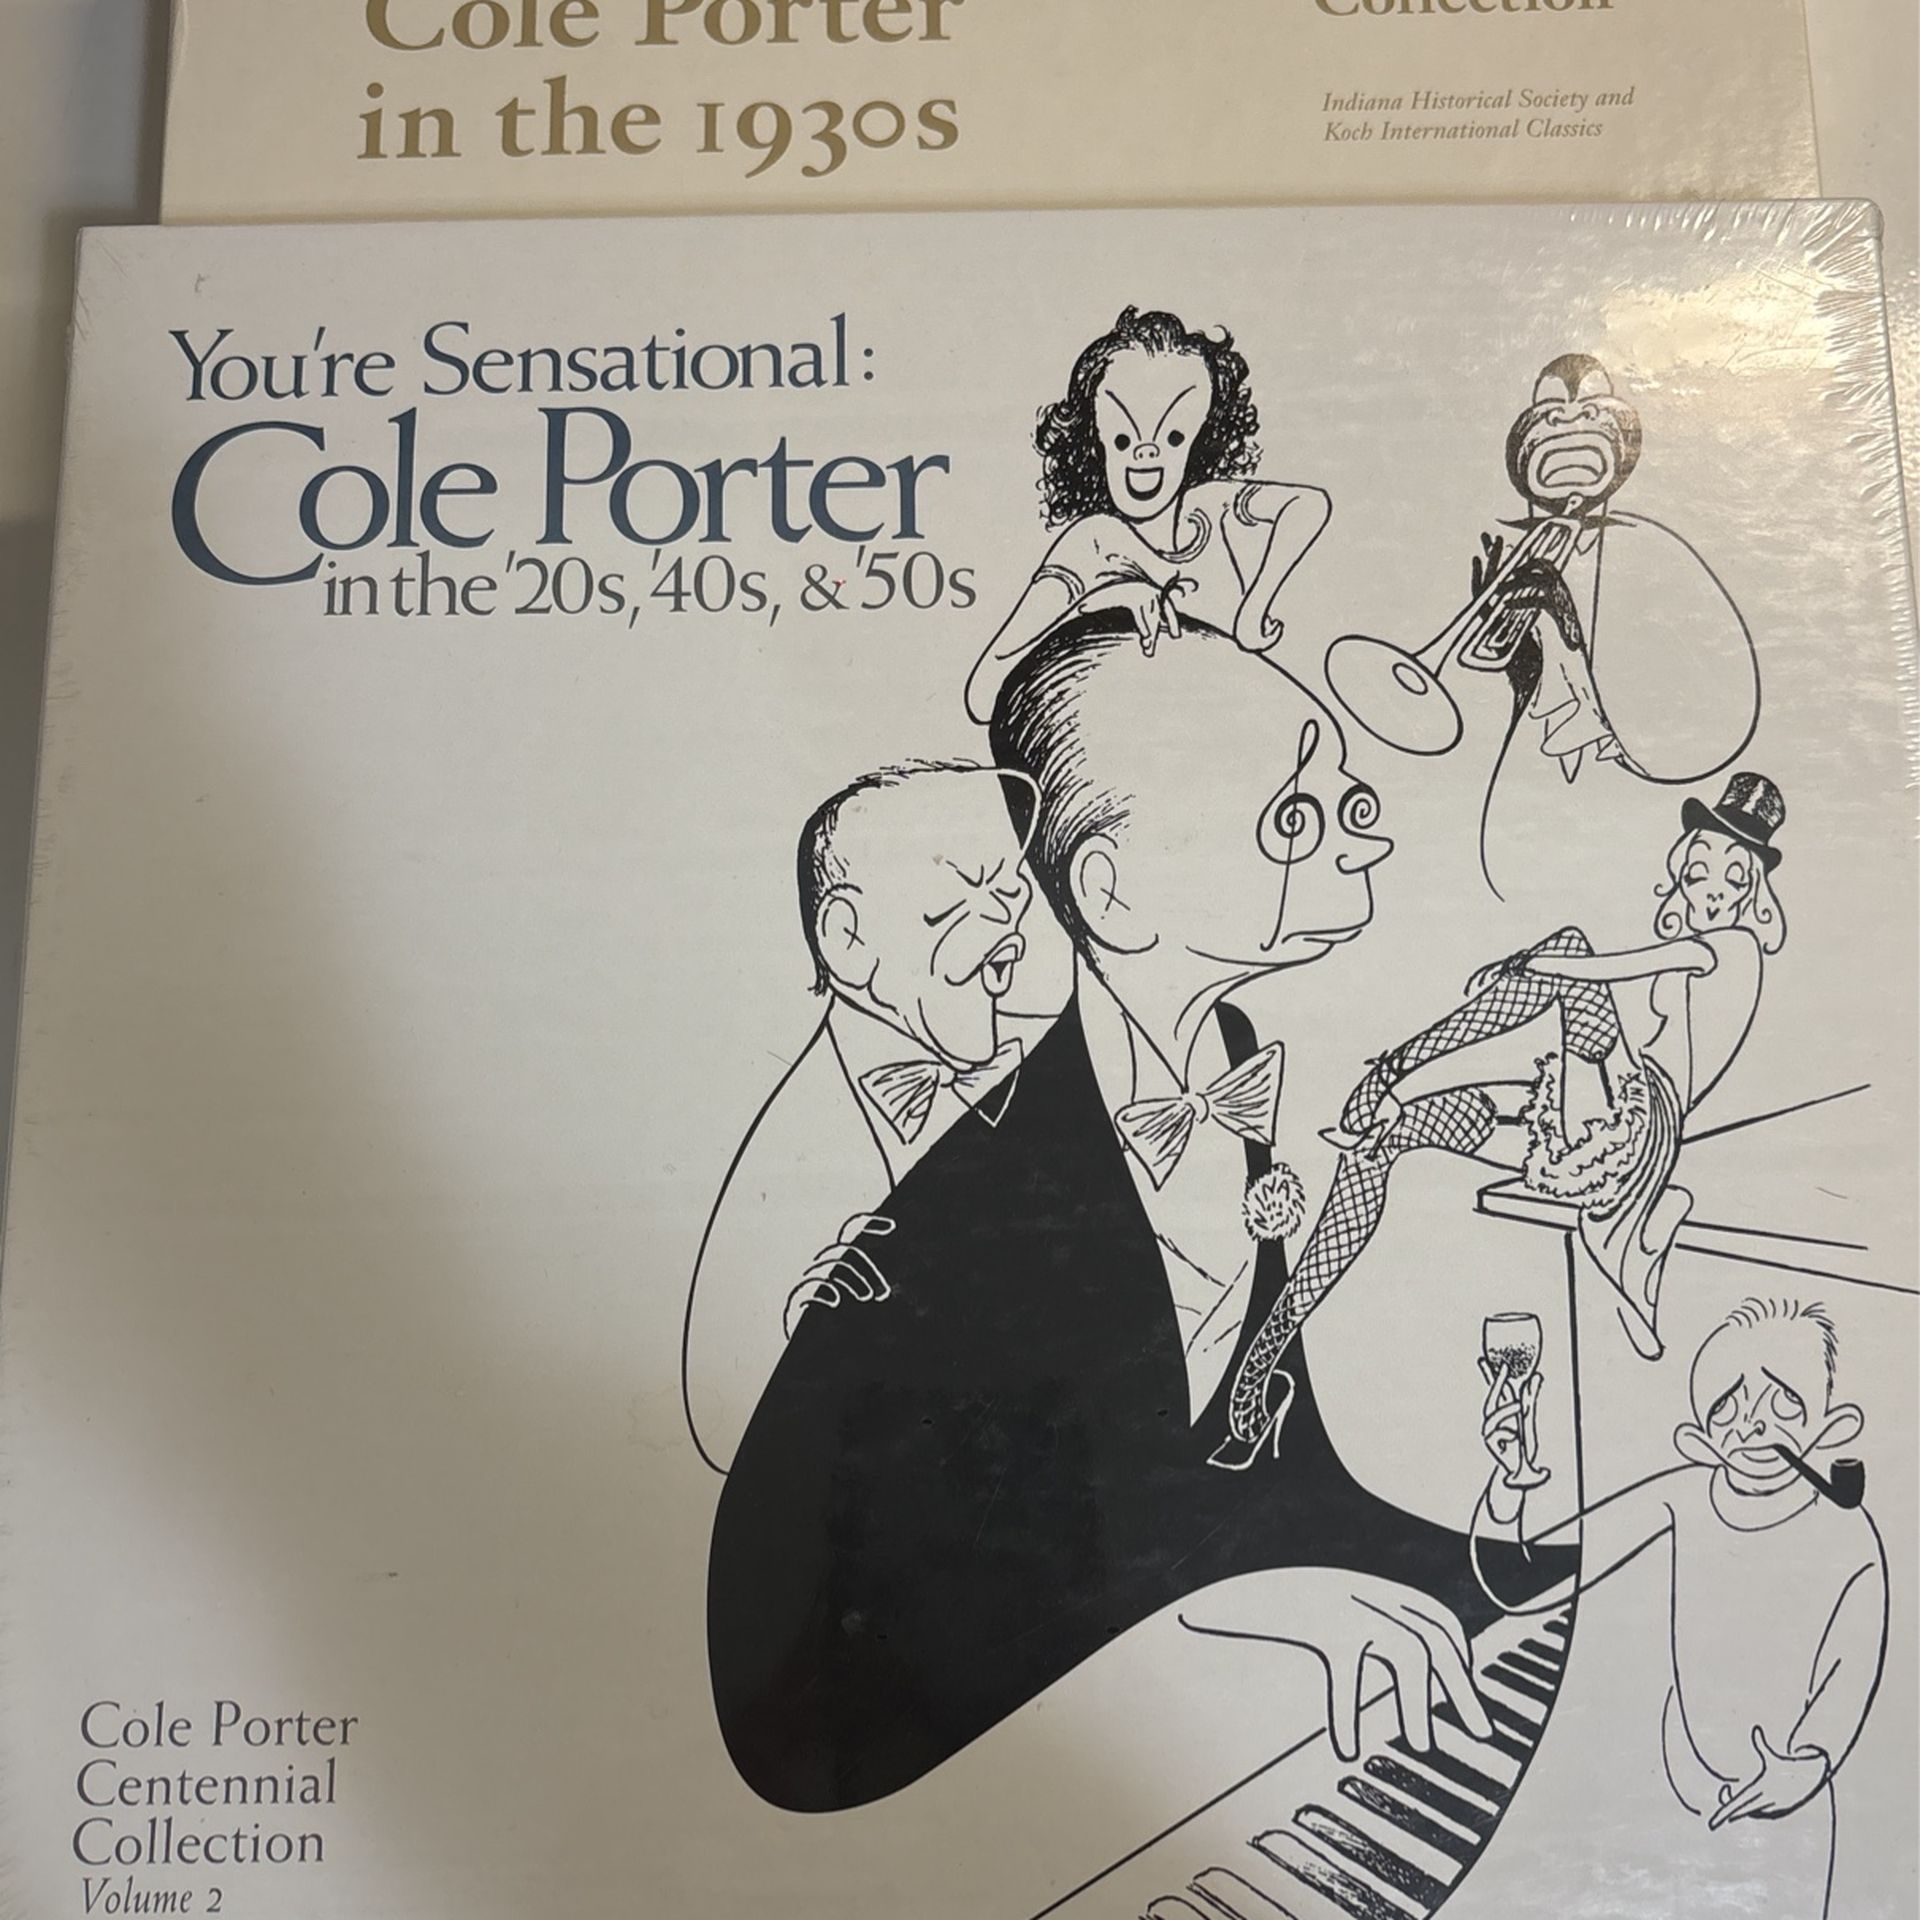 Cole Porter
in the 1930s
Collection
Indiana Historical Society and
Koch International Classics
You're Sensational:
Cole Porter
in the '20s, '40s, & '50s
Cole Porter
Centennial
Collection
Volume 2